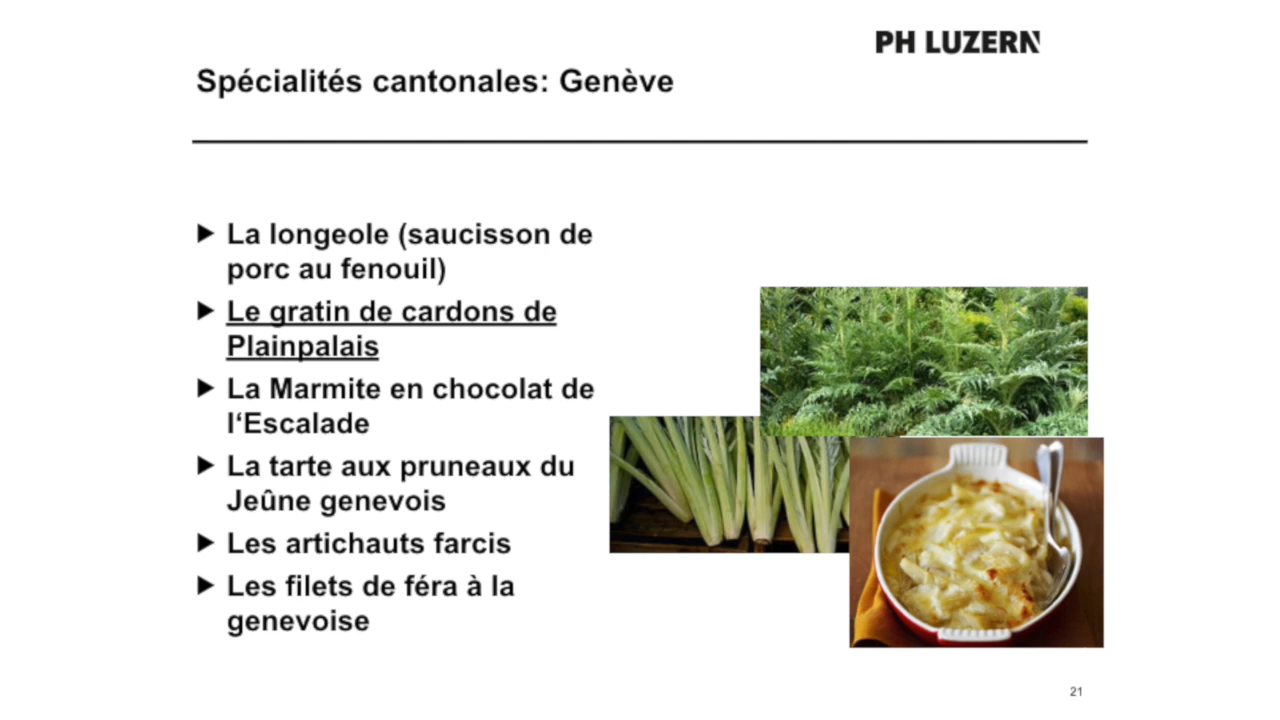 PH LUZERN
Spécialités cantonales: Genève
► La longeole (saucisson de
porc au fenouil)
► Le gratin de cardons de
Plainpalais
► La Marmite en chocolat de
l‘Escalade
► La tarte aux pruneaux du
Jeûne genevois
► Les artichauts farcis
► Les filets de féra à la
genevoise
21